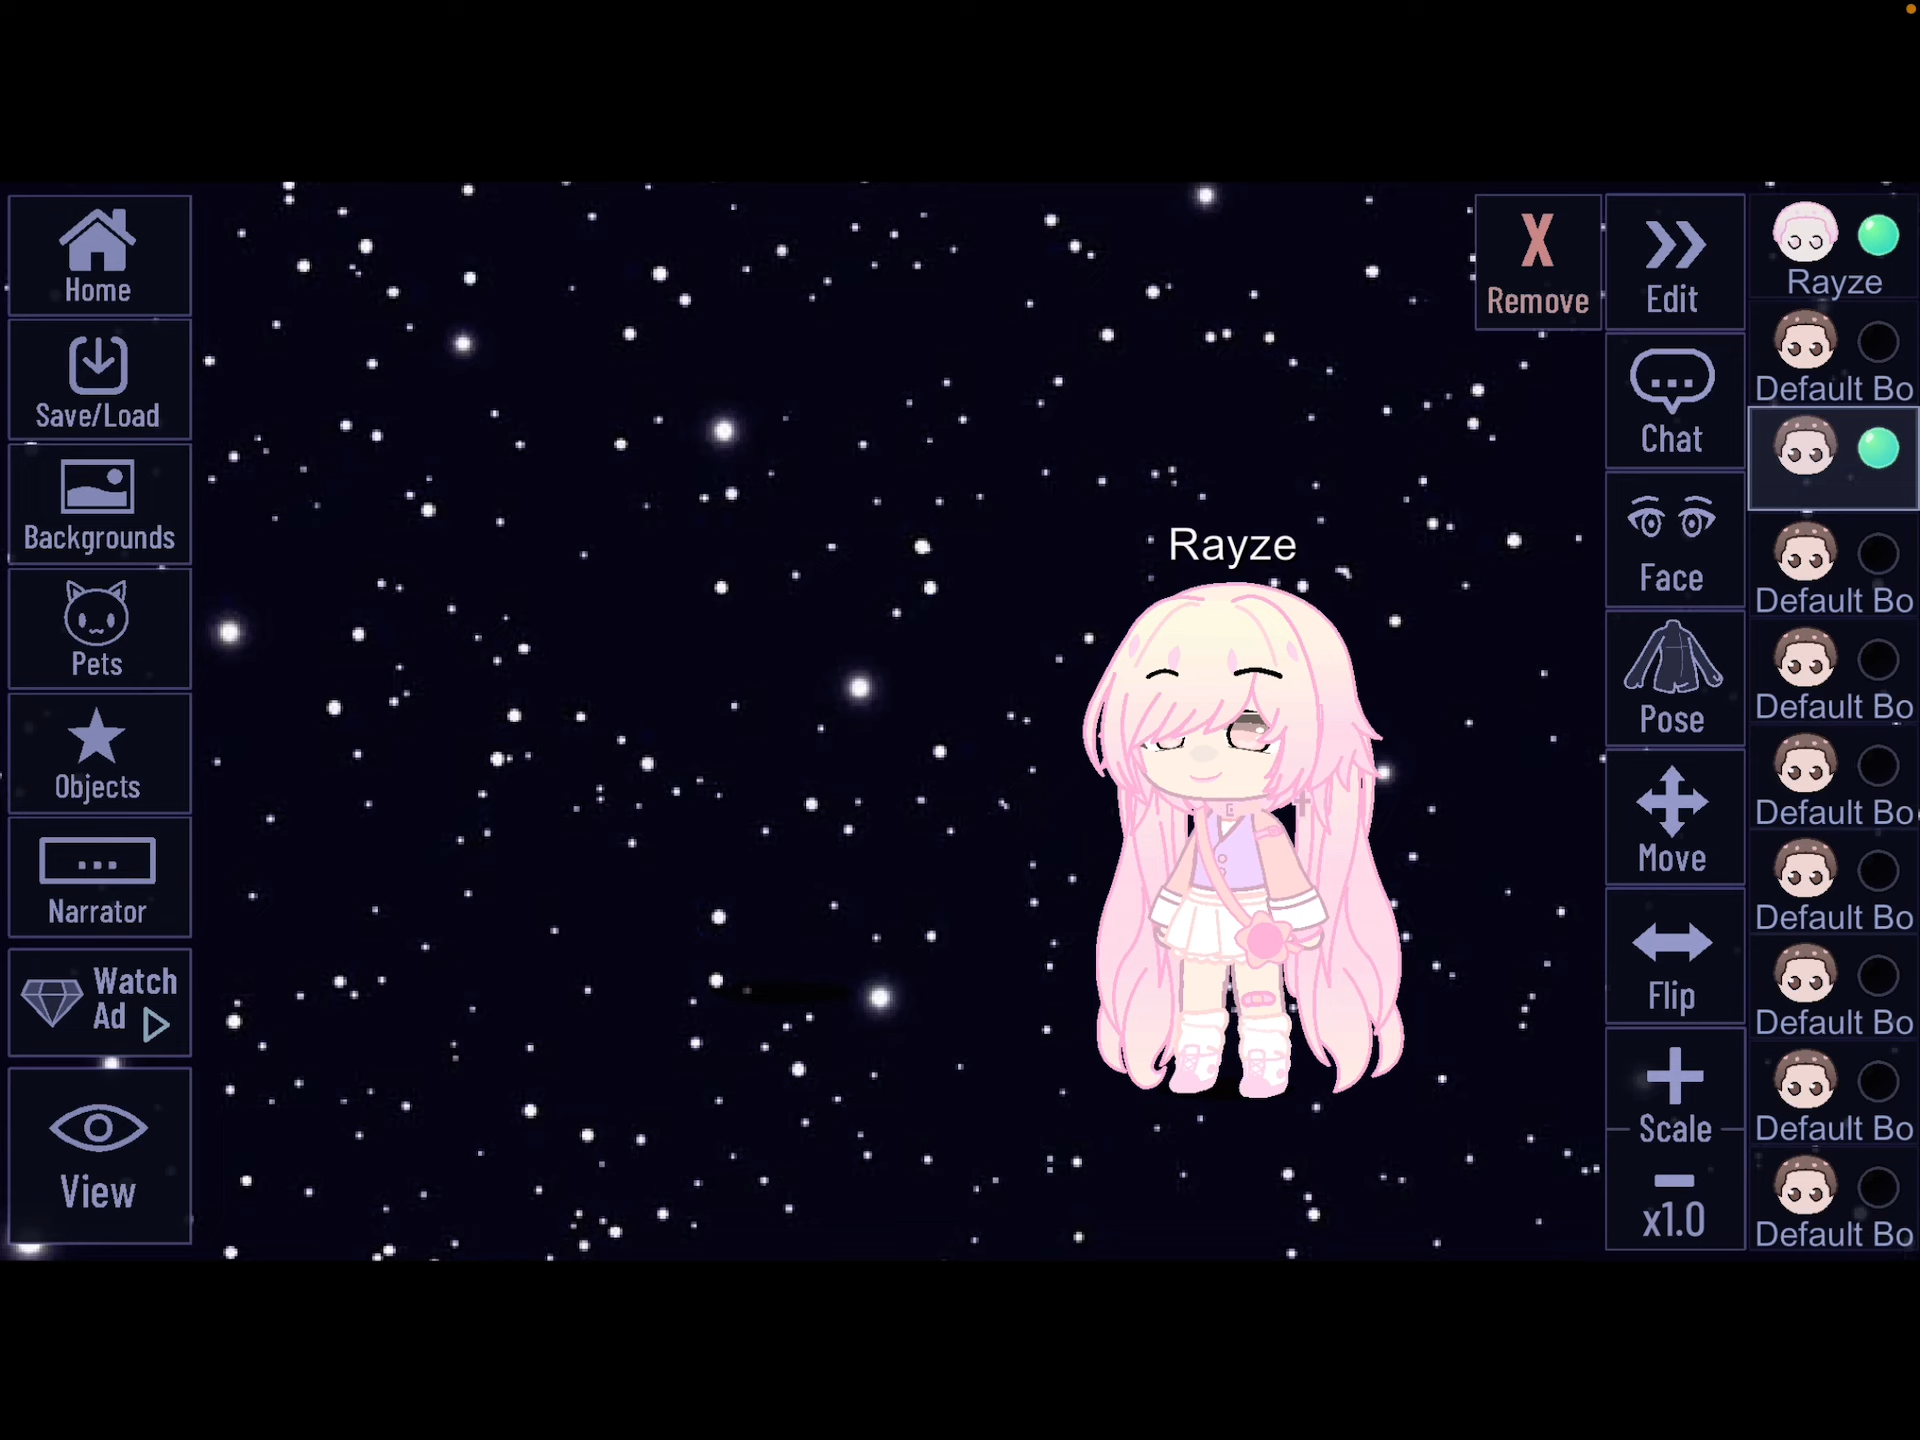 Home
Save/Load
Backgrounds
Pets
Objects
Narrator
Watch
Ad
View
Rayze
X
Remove
Edit
Chat
Face
Pose
Move
Flip
Scale
x1.0
Rayze
Default Bo
Default Bo
Default Bo
Default Bo
Default Bo
Default Bo
Default Bo
Default Bo